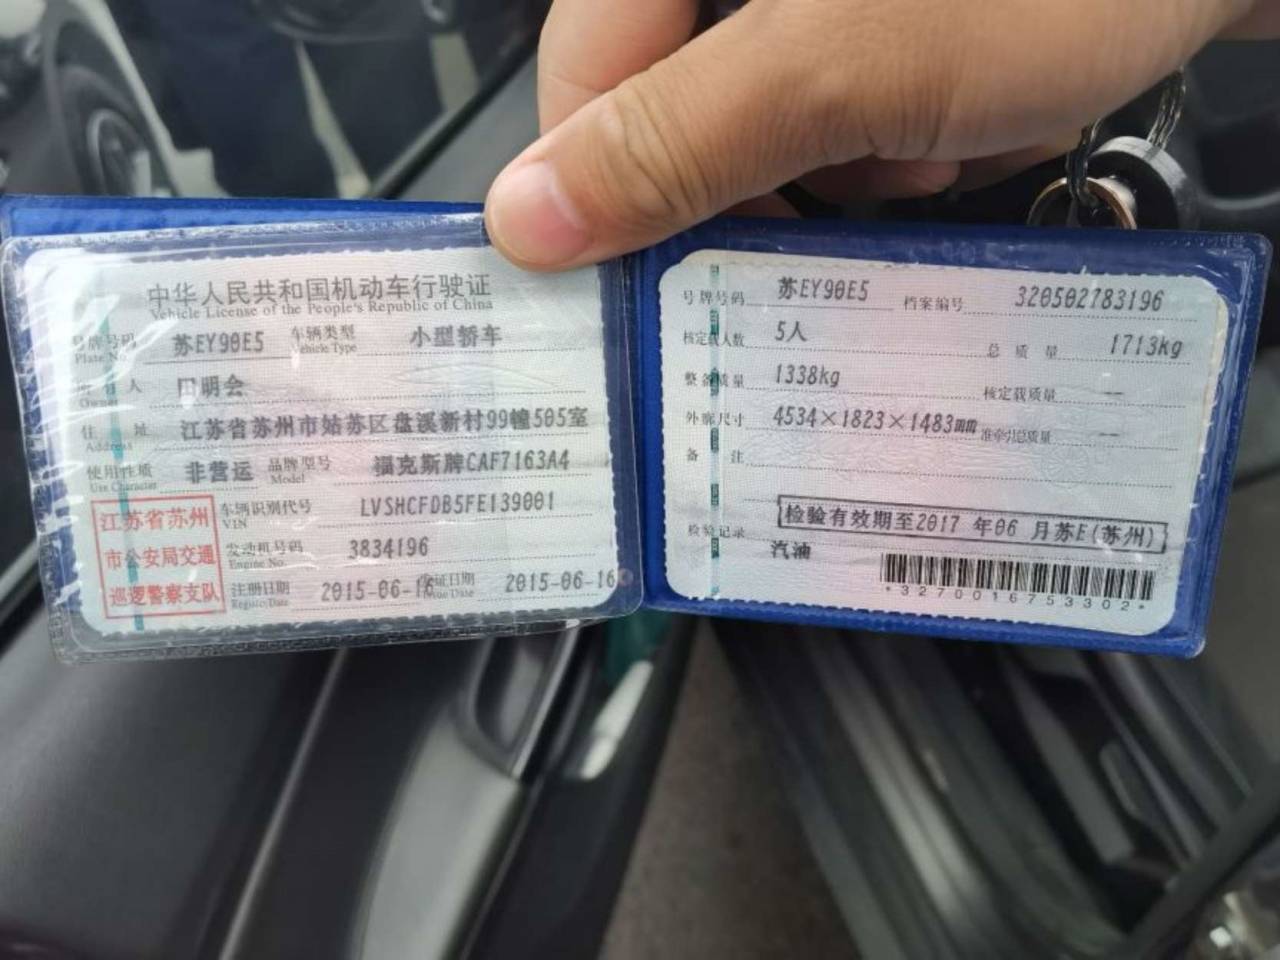 中华人民共和国机动车行驶证
Vehicle License of the People's Republic of China
号牌号码 苏EY90E5 车辆类型 小型轿车
Plate No. Vehicle Type
所有人 田明会
Owner
住址 江苏省苏州市姑苏区盘溪新村99幢505室
Address
使用性质 非营运 品牌型号 福克斯牌CAF7163A4
Use Character Model
江苏省苏州
市公安局交通
巡逻警察支队
车辆识别代号 LVSHCFDB5FE139001
VIN
发动机号码 3834196
Engine No.
注册日期 2015-06-16 发证日期 2015-06-16
Register Date Issue Date
号牌号码 苏EY90E5 档案编号 320502783196
核定载人数 5人 总质量 1713kg
整备质量 1338kg 核定载质量 --
外廓尺寸 4534×1823×1483mm 准牵引总质量 --
备注
检验记录 检验有效期至2017年06月苏E(苏州)
汽油
*3270016753302*